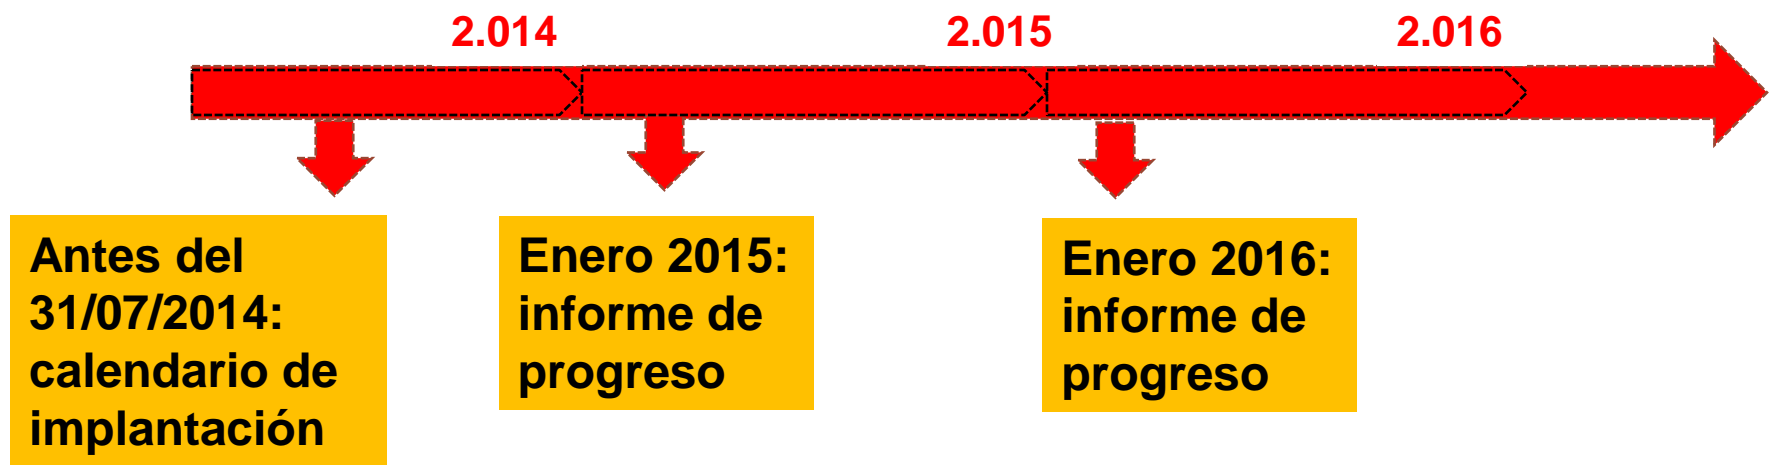 2.014
2.015
2.016
Antes del
31/07/2014:
calendario de
implantación
Enero 2015:
informe de
progreso
Enero 2016:
informe de
progreso